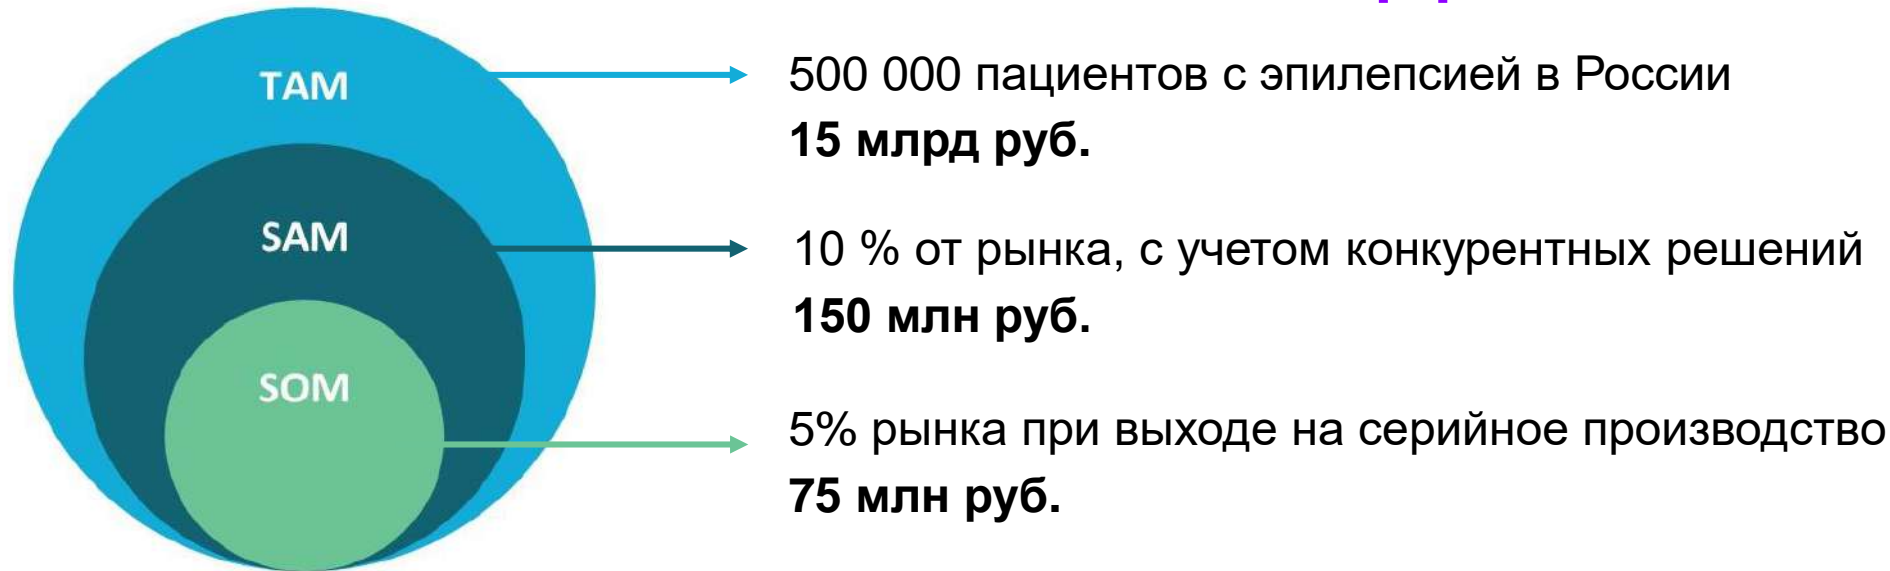 TAM
500 000 пациентов с эпилепсией в России
15 млрд руб.
SAM
10 % от рынка, с учетом конкурентных решений
150 млн руб.
SOM
5% рынка при выходе на серийное производство
75 млн руб.